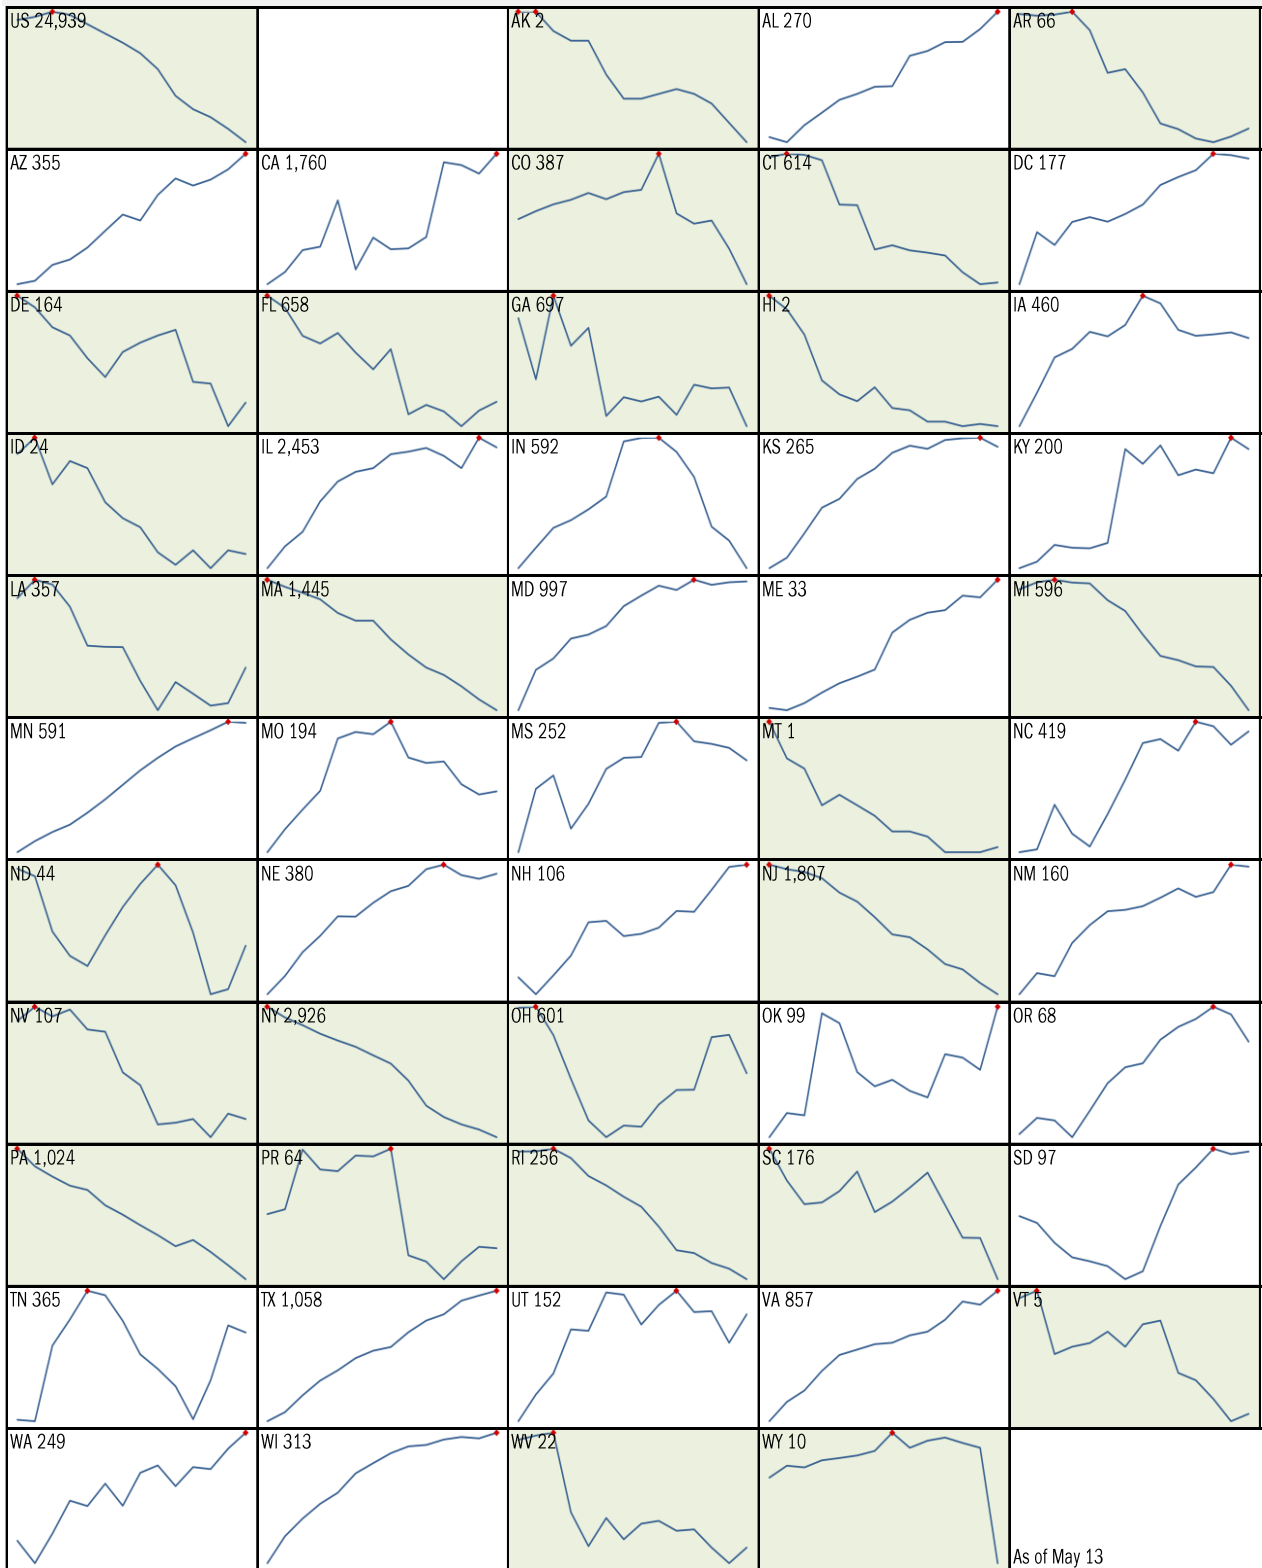 US 24,939
AK 2
AL 270
AR 66
AZ 355
CA 1,760
CO 387
CT 614
DC 177
DE 164
FL 658
GA 697
HI 2
IA 460
ID 24
IL 2,453
IN 592
KS 265
KY 200
LA 357
MA 1,445
MD 997
ME 33
MI 596
MN 591
MO 194
MS 252
MT 1
NC 419
ND 44
NE 380
NH 106
NJ 1,807
NM 160
NV 107
NY 2,926
OH 601
OK 99
OR 68
PA 1,024
PR 64
RI 256
SC 176
SD 97
TN 365
TX 1,058
UT 152
VA 857
VT 5
WA 249
WI 313
WV 22
WY 10
As of May 13